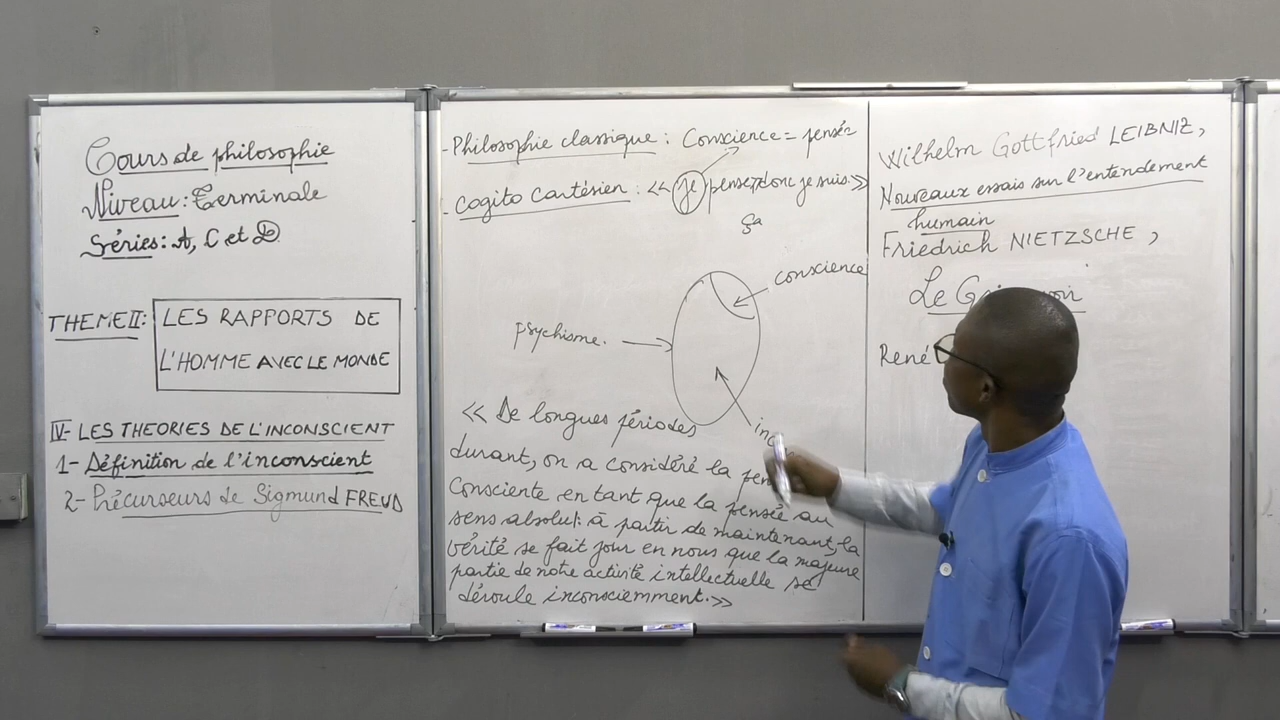 Cours de philosophie
Niveau : Terminale
Séries : A, C et D
THEME II : LES RAPPORTS DE
L'HOMME AVEC LE MONDE
IV- LES THEORIES DE L'INCONSCIENT
1- Définition de l'inconscient
2- Précurseurs de Sigmund FREUD
- Philosophie classique : Conscience = pensée
- Cogito Cartésien : << je pense, donc je suis. >>
ça
conscience
psychisme.
<< De longues périodes
durant, on a considéré la
consciente en tant que la pensée au
sens absolu : à partir de maintenant, la
vérité se fait jour en nous que la majeure
partie de notre activité intellectuelle se
déroule inconsciemment. >>
Wilhelm Gottfried LEIBNIZ,
Nouveaux essais sur l'entendement
humain
Friedrich NIETZSCHE,
Le
René